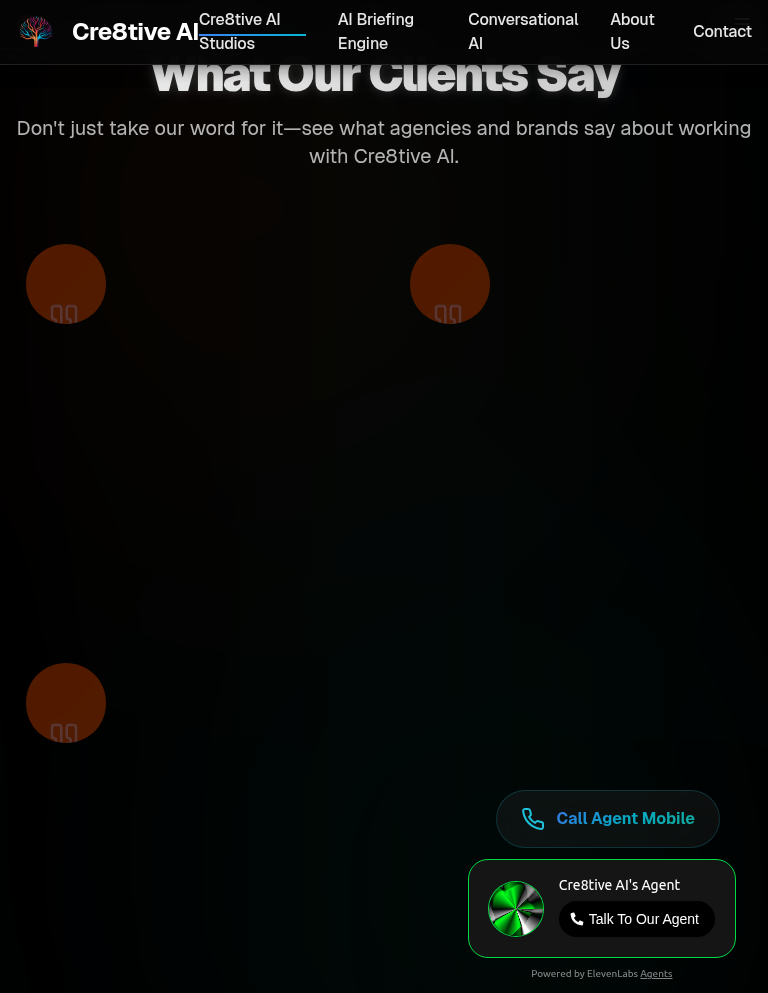 Cre8tive AI
Cre8tive AI
Studios
AI Briefing
Engine
Conversational
AI
About
Us
Contact
What Our Clients Say
Don't just take our word for it—see what agencies and brands say about working
with Cre8tive AI.
Call Agent Mobile
Cre8tive AI's Agent
Talk To Our Agent
Powered by ElevenLabs Agents